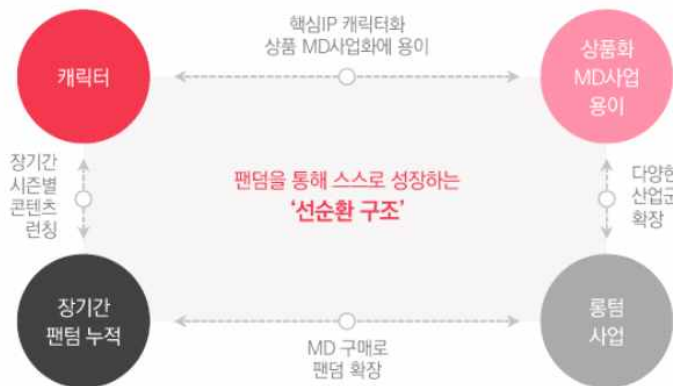 핵심IP 캐릭터화
상품 MD사업화에 용이
캐릭터
상품화
MD사업
용이
장기간
시즌별
콘텐츠
런칭
팬덤을 통해 스스로 성장하는
‘선순환 구조’
다양한
산업군
확장
장기간
팬텀 누적
롱텀
사업
MD 구매로
팬덤 확장